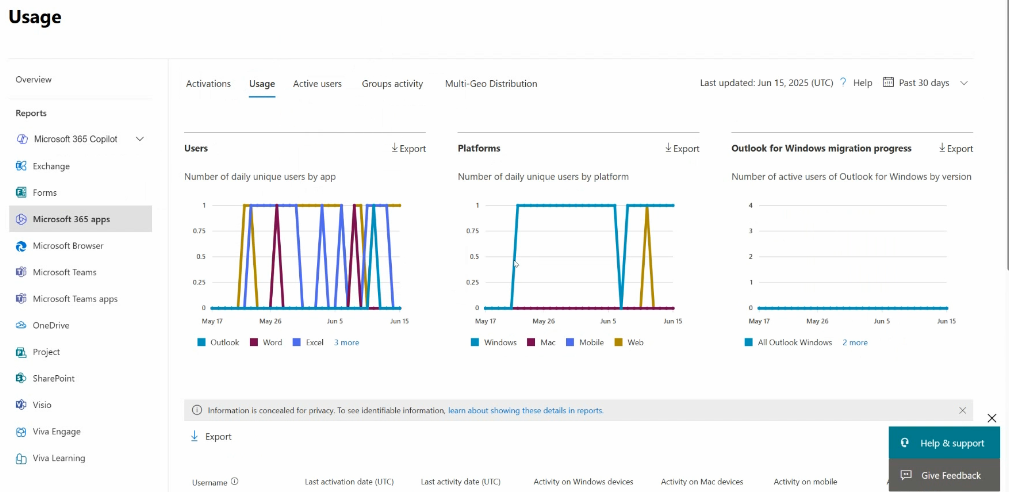 Usage
Overview
Reports
Microsoft 365 Copilot
Exchange
Forms
Microsoft 365 apps
Microsoft Browser
Microsoft Teams
Microsoft Teams apps
OneDrive
Project
SharePoint
Visio
Viva Engage
Viva Learning
Activations Usage Active users Groups activity Multi-Geo Distribution Last updated: Jun 15, 2025 (UTC) ? Help Past 30 days
Users Export
Number of daily unique users by app
1
0.75
0.5
0.25
0
May 17 May 26 Jun 5 Jun 15
Outlook Word Excel 3 more
Platforms Export
Number of daily unique users by platform
1
0.75
0.5
0.25
0
May 17 May 26 Jun 5 Jun 15
Windows Mac Mobile Web
Outlook for Windows migration progress Export
Number of active users of Outlook for Windows by version
4
3
2
1
0
May 17 May 26 Jun 5 Jun 15
All Outlook Windows 2 more
Information is concealed for privacy. To see identifiable information, learn about showing these details in reports.
Export
Username Last activation date (UTC) Last activity date (UTC) Activity on Windows devices Activity on Mac devices Activity on mobile
Help & support
Give Feedback